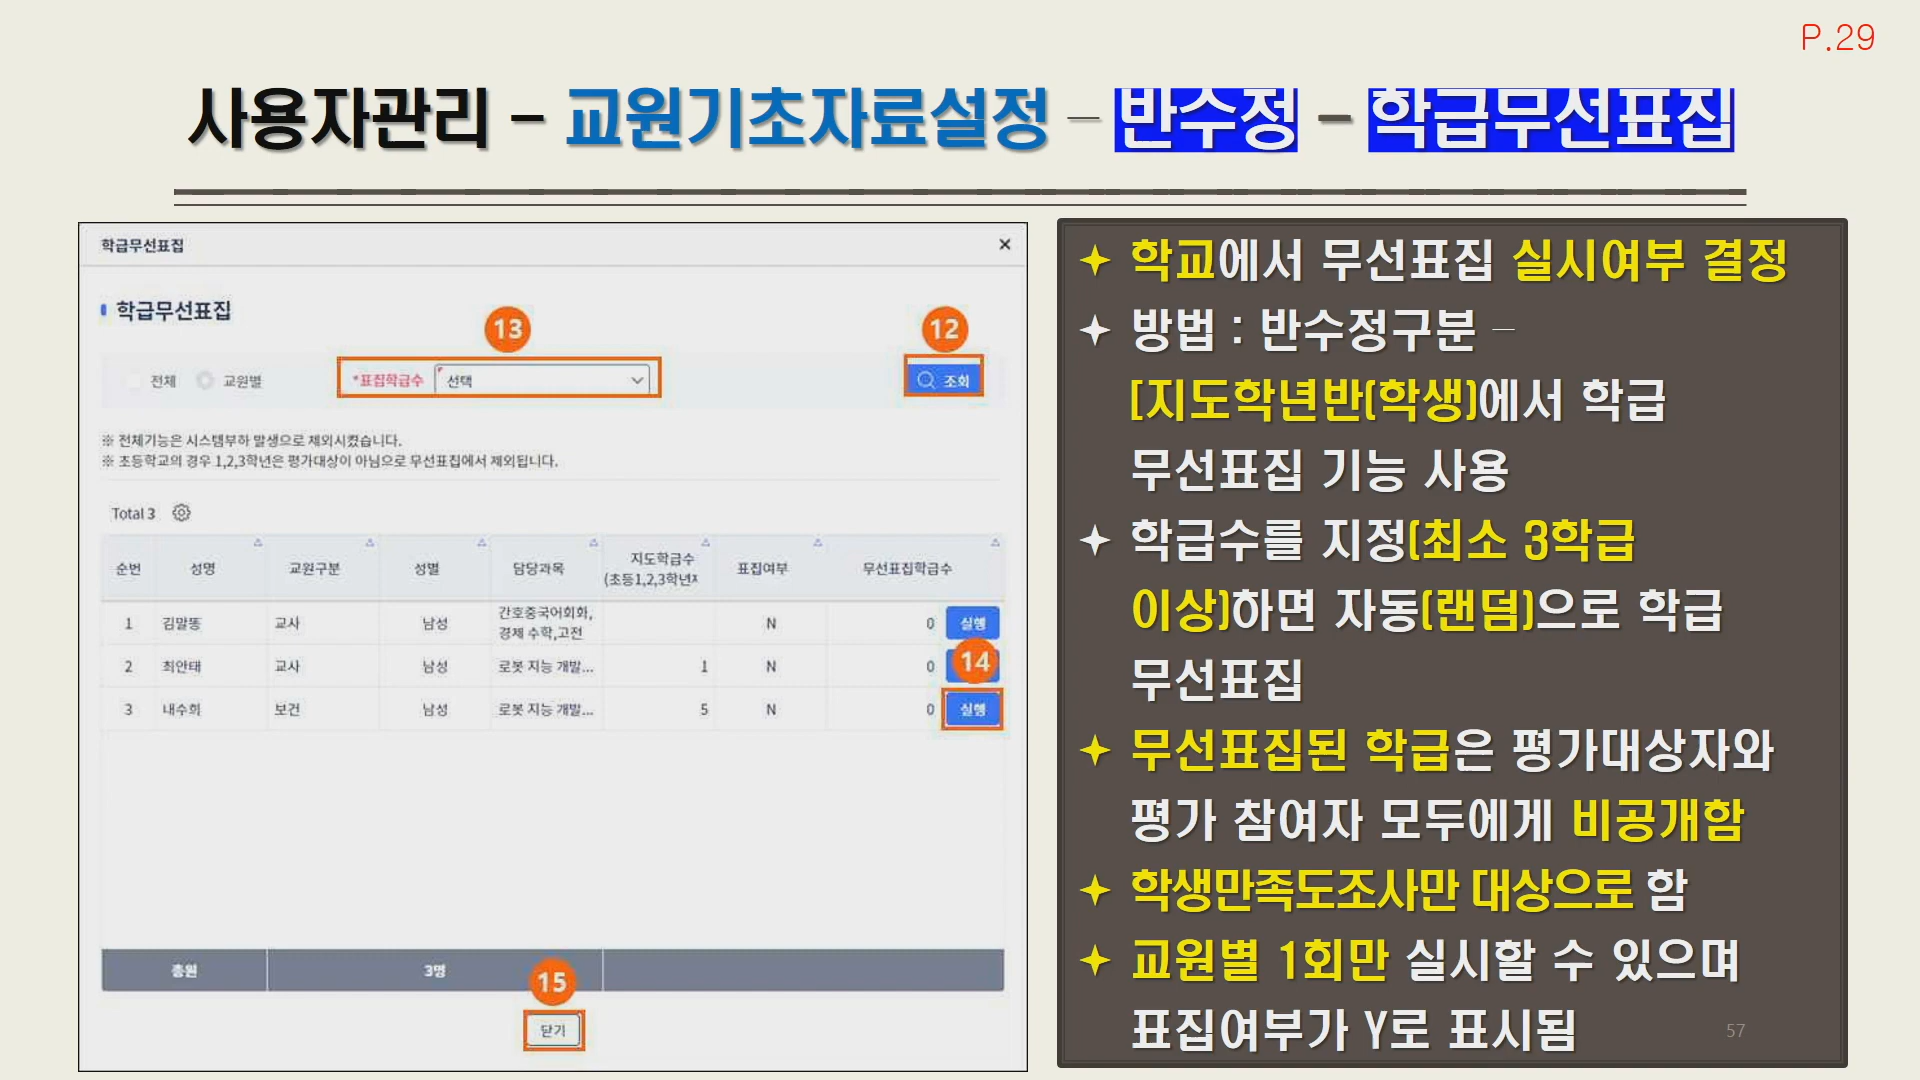 P.29
사용자관리 – 교원기초자료설정 – 반수정 – 학급무선표집
학급무선표집 ×
학급무선표집
13
12
전체 교원별 *표집학급수 선택 조회
※ 전체기능은 시스템부하 발생으로 제외시켰습니다.
※ 초등학교의 경우 1,2,3학년은 평가대상이 아님으로 무선표집에서 제외됩니다.
Total 3
순번 성명 교원구분 성별 담당과목 지도학급수 표집여부 무선표집학급수
(초등1,2,3학년ㅈ
1 김말똥 교사 남성 간호중국어회화, N 0 실행
경제 수학,고전
2 최안태 교사 남성 로봇 지능 개발... 1 N 0
14
3 내수희 보건 남성 로봇 지능 개발... 5 N 0 실행
총원 3명
15
닫기
학교에서 무선표집 실시여부 결정
방법 : 반수정구분 –
[지도학년반(학생)에서 학급
무선표집 기능 사용
학급수를 지정(최소 3학급
이상)하면 자동(랜덤)으로 학급
무선표집
무선표집된 학급은 평가대상자와
평가 참여자 모두에게 비공개함
학생만족도조사만 대상으로 함
교원별 1회만 실시할 수 있으며
표집여부가 Y로 표시됨
57